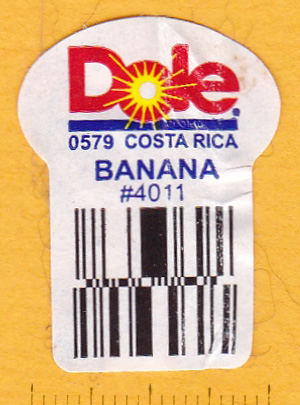 Dole
0579 COSTA RICA
BANANA
#4011